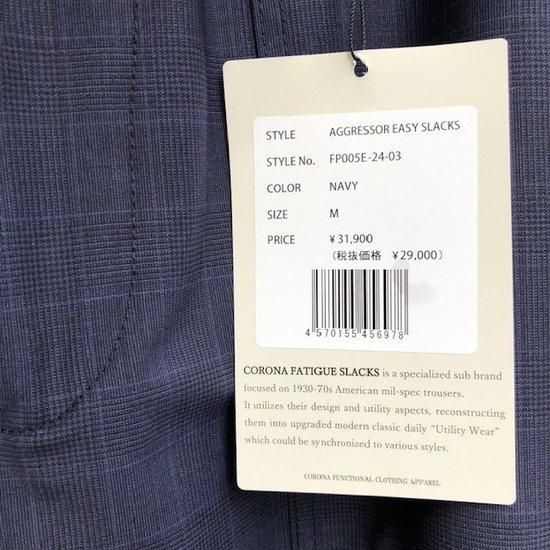 STYLE AGGRESSOR EASY SLACKS
STYLE No. FP005E-24-03
COLOR NAVY
SIZE M
PRICE ¥31,900
(税抜価格 ¥29,000)
4 570155 456978
CORONA FATIGUE SLACKS is a specialized sub brand
focused on 1930-70s American mil-spec trousers.
It utilizes their design and utility aspects, reconstructing
them into upgraded modern classic daily “Utility Wear”
which could be synchronized to various styles.
CORONA FUNCTIONAL CLOTHING APPAREL